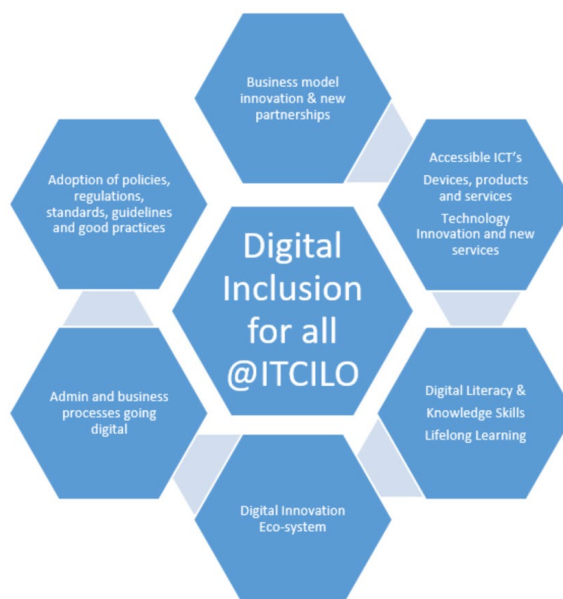 Business model
innovation & new
partnerships
Accessible ICT's
Devices, products
and services
Technology
Innovation and new
services
Digital Literacy &
Knowledge Skills
Lifelong Learning
Digital Innovation
Eco-system
Admin and business
processes going
digital
Adoption of policies,
regulations,
standards, guidelines
and good practices
Digital
Inclusion
for all
@ITCILO